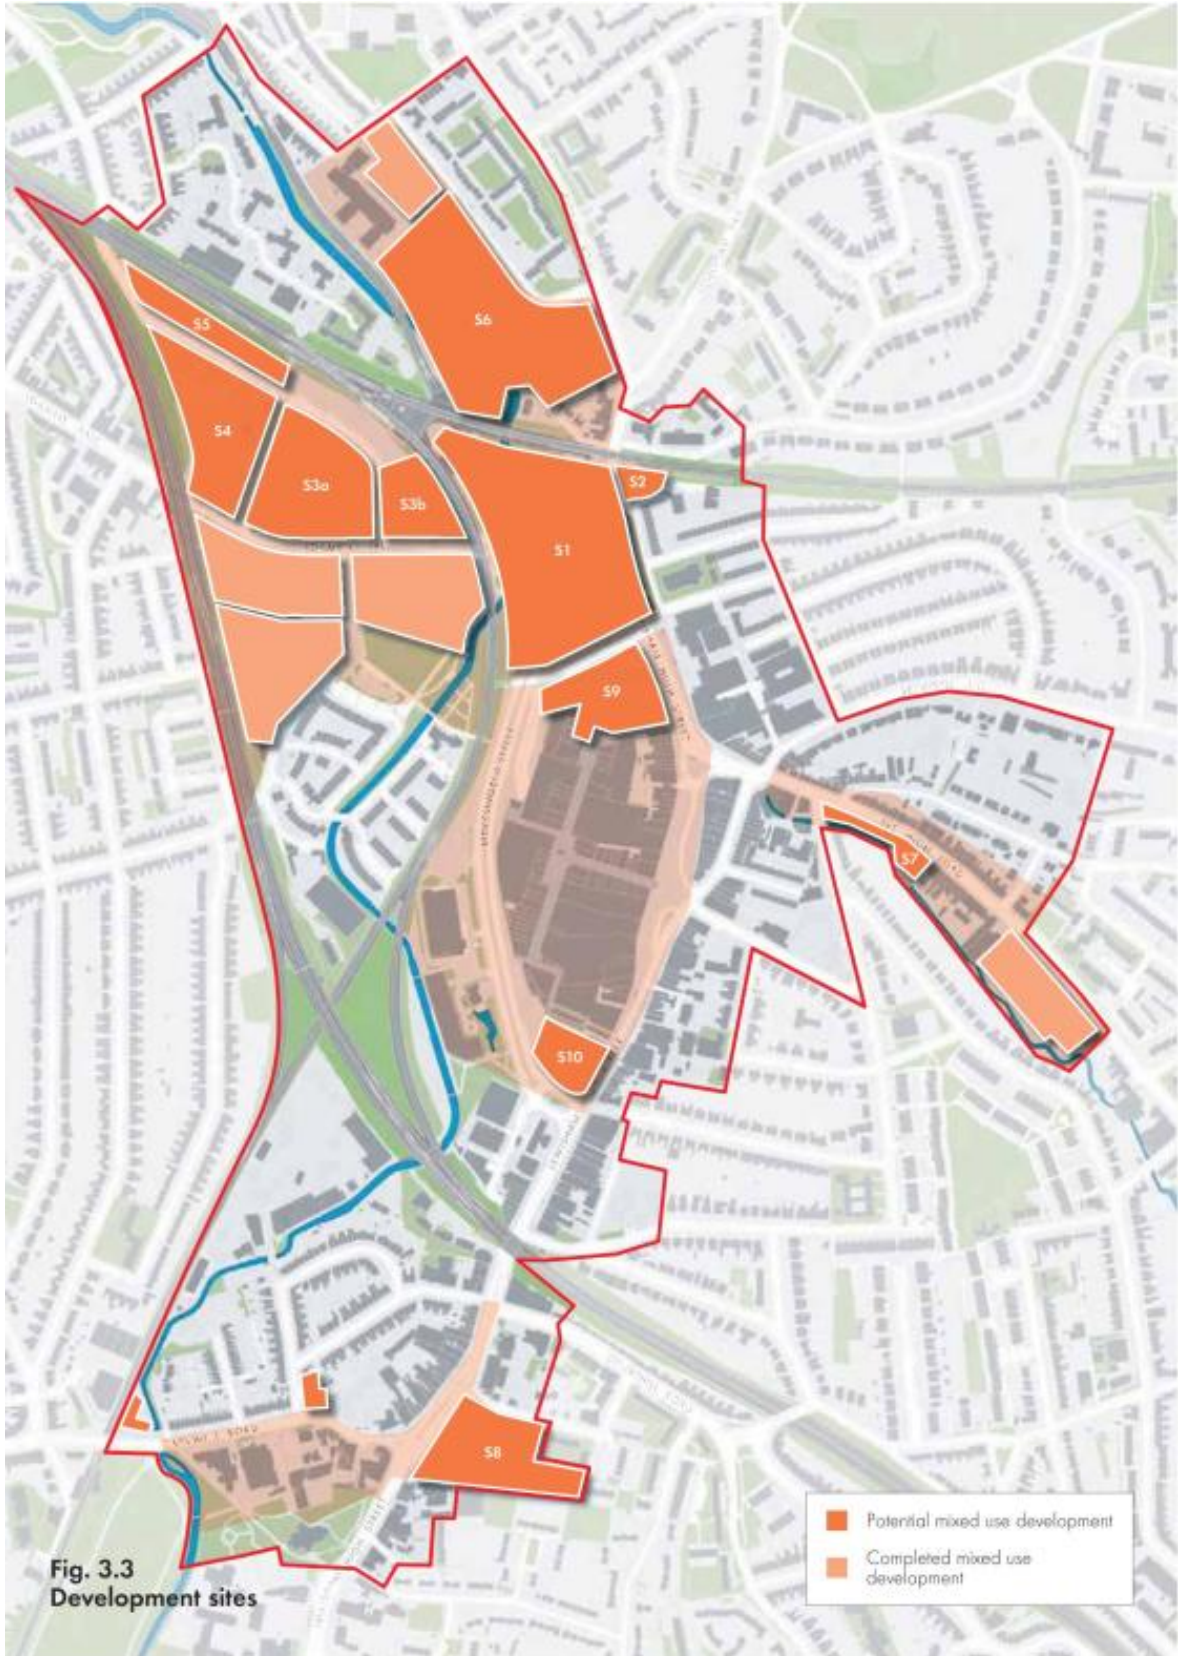 S6
S5
S4
S3a
S3b
S2
S1
S9
S7
S10
S8
Potential mixed use development
Completed mixed use
development
Fig. 3.3
Development sites